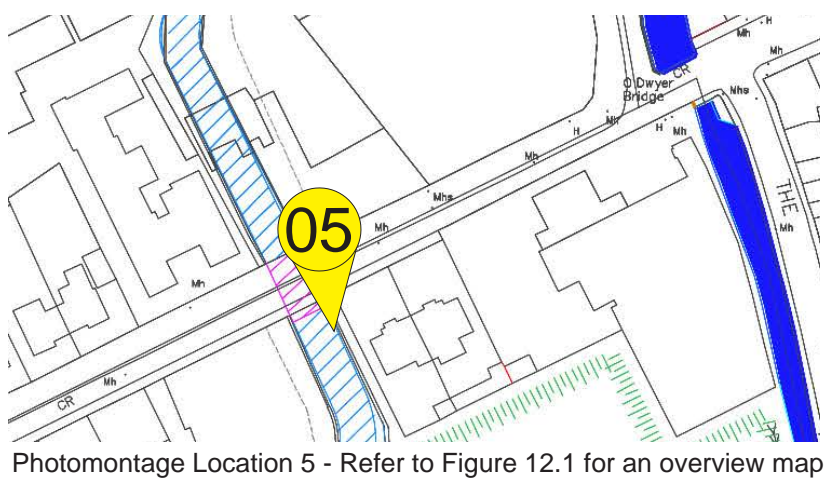 H
Mh
Mh
CR
O Dwyer
Bridge
Mhs
H
Mh
H
Mh
Mh
Mhs
THE
05
Mh
Mh
Mh
Mh
CR
Photomontage Location 5 - Refer to Figure 12.1 for an overview map